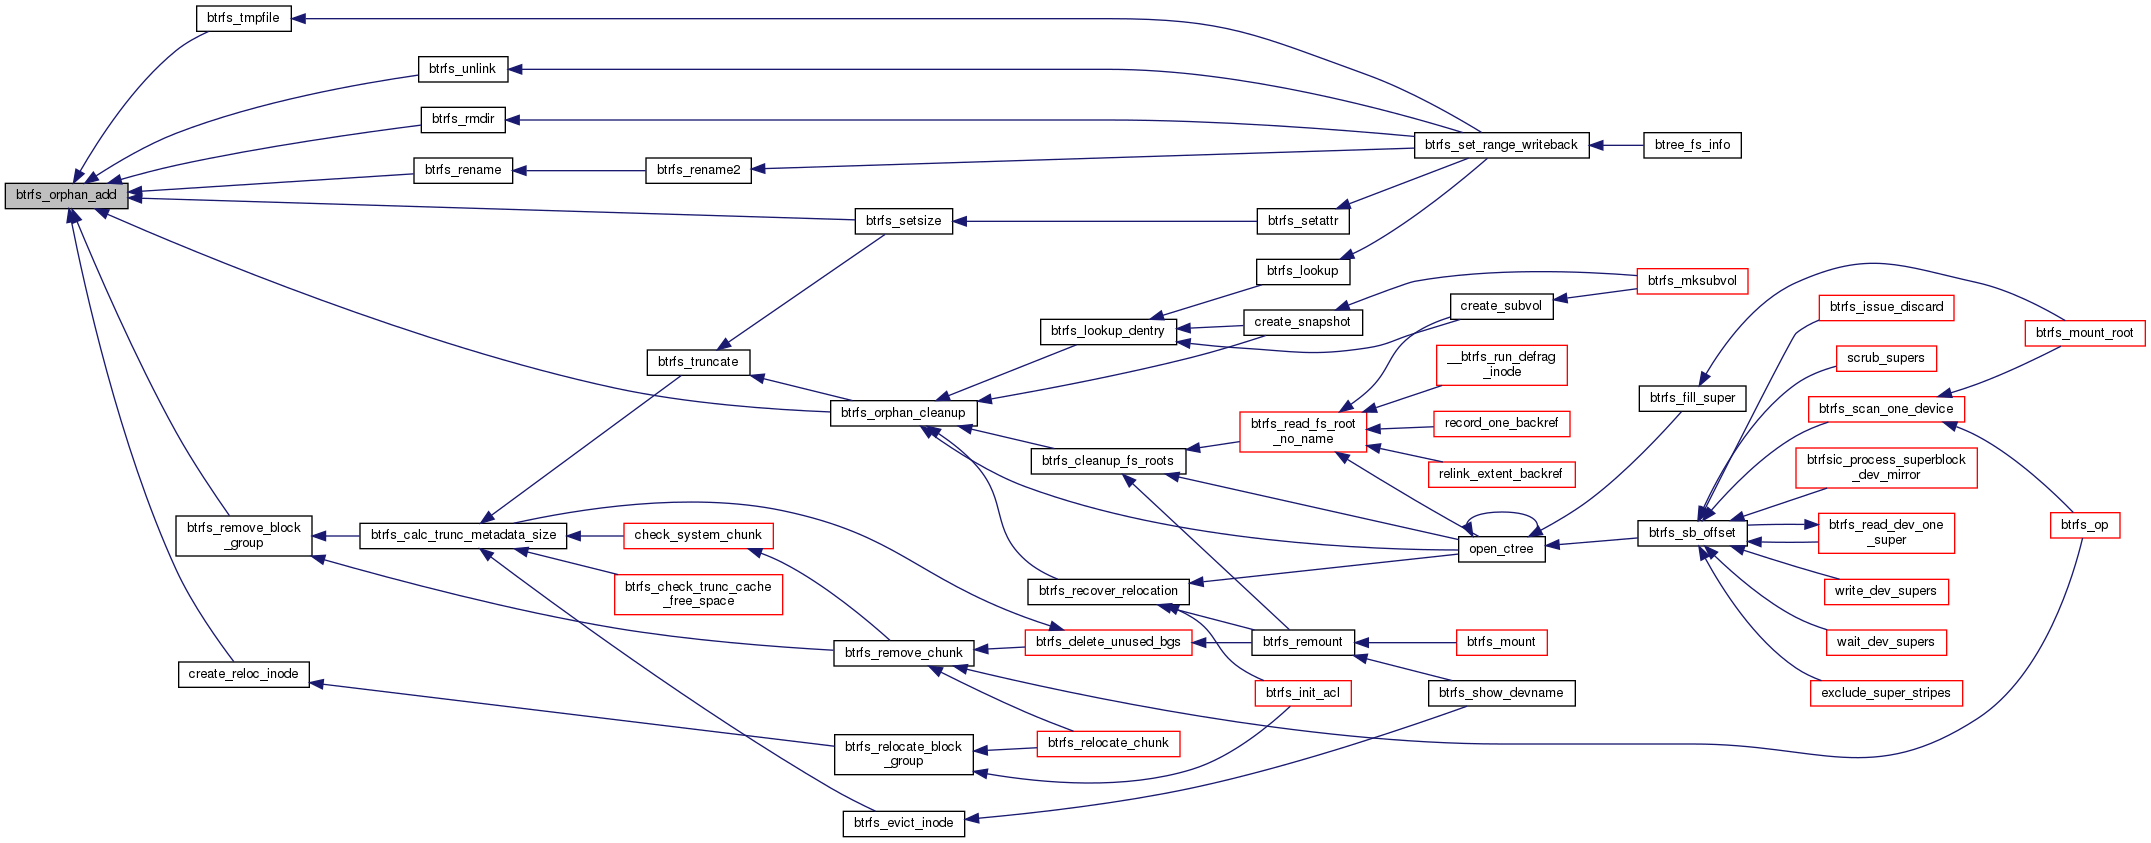 btrfs_tmpfile
btrfs_unlink
btrfs_rmdir
btrfs_set_range_writeback
btree_fs_info
btrfs_rename
btrfs_rename2
btrfs_orphan_add
btrfs_setsize
btrfs_setattr
btrfs_lookup
btrfs_mksubvol
create_subvol
btrfs_issue_discard
btrfs_lookup_dentry
create_snapshot
btrfs_mount_root
btrfs_truncate
__btrfs_run_defrag
_inode
scrub_supers
btrfs_fill_super
btrfs_orphan_cleanup
btrfs_scan_one_device
btrfs_read_fs_root
_no_name
record_one_backref
btrfs_cleanup_fs_roots
relink_extent_backref
btrfsic_process_superblock
_dev_mirror
btrfs_remove_block
_group
btrfs_calc_trunc_metadata_size
check_system_chunk
open_ctree
btrfs_sb_offset
btrfs_read_dev_one
_super
btrfs_op
btrfs_check_trunc_cache
_free_space
btrfs_recover_relocation
write_dev_supers
btrfs_remove_chunk
btrfs_delete_unused_bgs
btrfs_remount
btrfs_mount
wait_dev_supers
create_reloc_inode
btrfs_init_acl
btrfs_show_devname
exclude_super_stripes
btrfs_relocate_block
_group
btrfs_relocate_chunk
btrfs_evict_inode